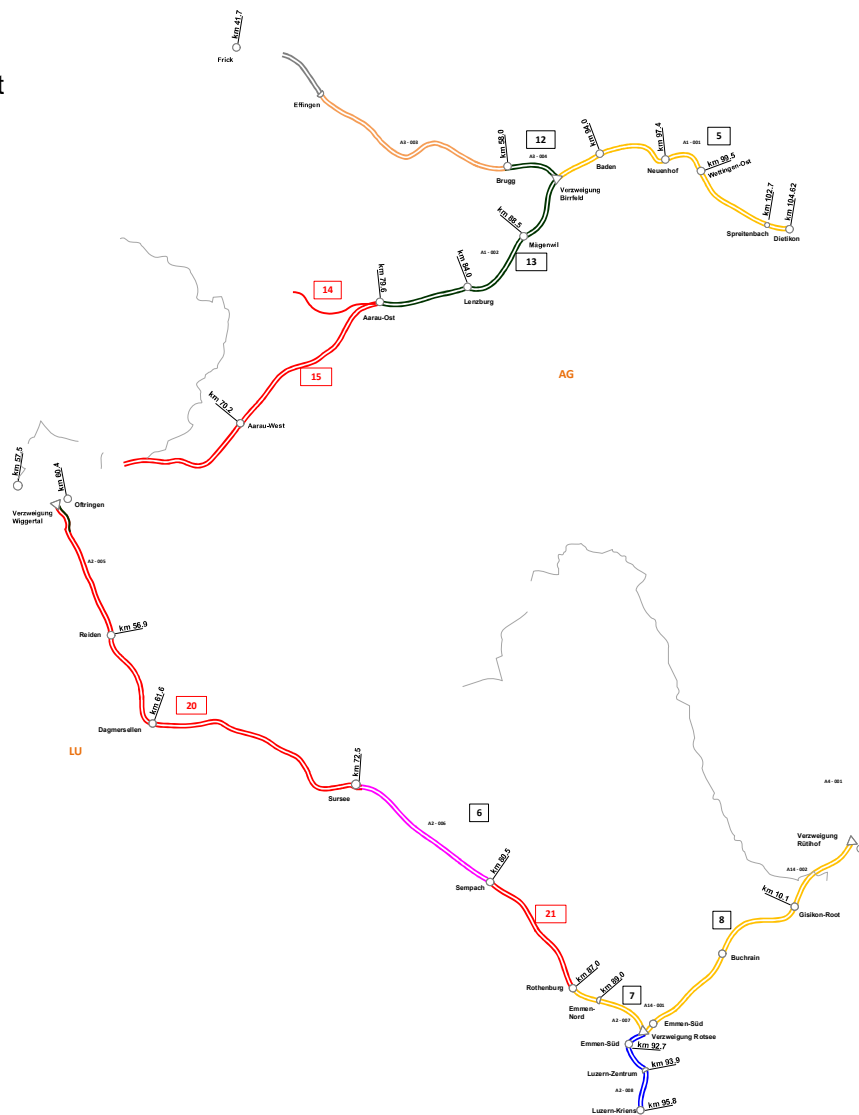 km 41.7
Frick
t
Effingen
A3 - 003
km 58.0
12
A3 - 004
Brugg
km 94.0
Baden
km 97.4
A1 - 001
5
Neuenhof
km 99.5
Wettingen-Ost
Verzweigung
Birrfeld
km 102.7
km 104.62
Spreitenbach
Dietikon
km 88.5
Mägenwil
A1 - 002
13
km 84.0
Lenzburg
km 79.6
14
Aarau-Ost
15
AG
km 70.2
Aarau-West
km 57.5
km 60.4
Oftringen
Verzweigung
Wiggertal
A2 - 005
Reiden
km 56.9
km 61.6
20
Dagmersellen
LU
km 72.5
Sursee
A2 - 006
6
km 80.5
Sempach
21
A4 - 001
Verzweigung
Rütihof
A14 - 002
km 10.1
Gisikon-Root
8
Buchrain
km 87.0
Rothenburg
km 89.0
Emmen-
Nord
7
A14 - 001
A2 - 007
Emmen-Süd
Verzweigung Rotsee
Emmen-Süd
km 92.7
km 93.9
Luzern-Zentrum
A2 - 008
km 95.8
Luzern-Kriens